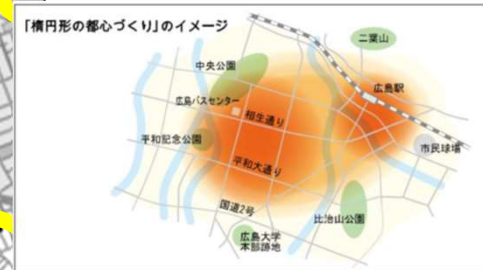 「楕円形の都心づくり」のイメージ
二葉山
中央公園
広島駅
広島バスセンター
相生通り
平和記念公園
市民球場
平和大通り
国道2号
比治山公園
広島大学
本部跡地